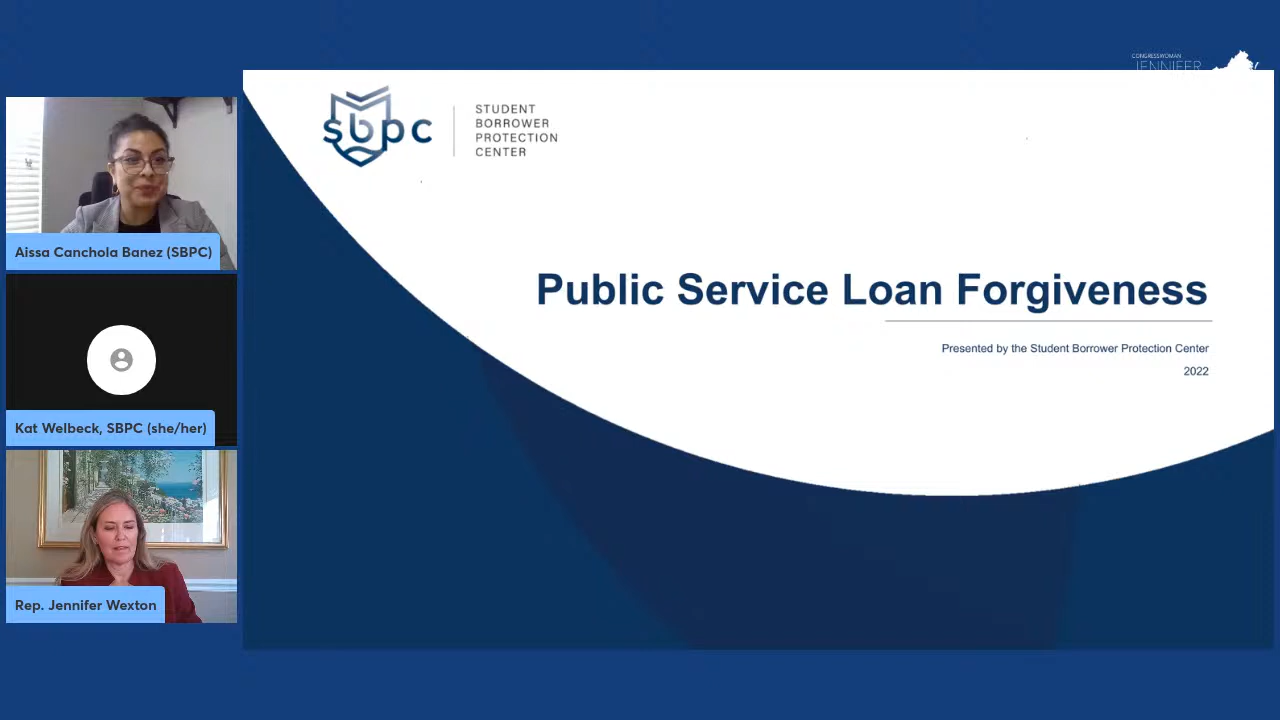 CONGRESSWOMAN
JENNIFER
sbpc
STUDENT
BORROWER
PROTECTION
CENTER
Public Service Loan Forgiveness
Presented by the Student Borrower Protection Center
2022
Aissa Canchola Banez (SBPC)
Kat Welbeck, SBPC (she/her)
Rep. Jennifer Wexton